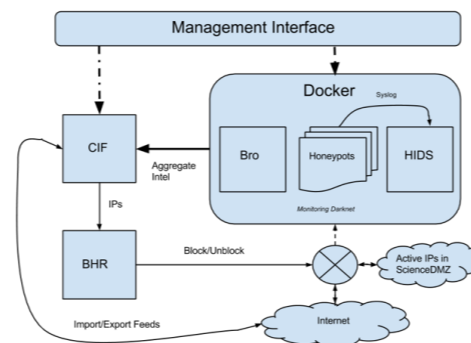 Management Interface
Docker
Syslog
CIF
Bro
Honeypots
HIDS
Aggregate
Intel
Monitoring Darknet
IPs
BHR
Block/Unblock
Active IPs in
ScienceDMZ
Import/Export Feeds
Internet